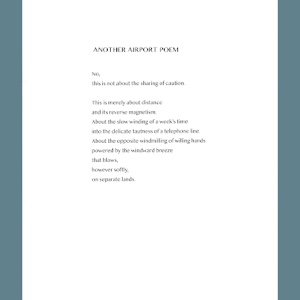 ANOTHER AIRPORT POEM
No,
this is not about the sharing of caution.
This is merely about distance
and its reverse magnetism.
About the slow winding of a week's time
into the delicate tautness of a telephone line.
About the opposite windmilling of willing hands
powered by the windward breeze
that blows,
however softly,
on separate lands.